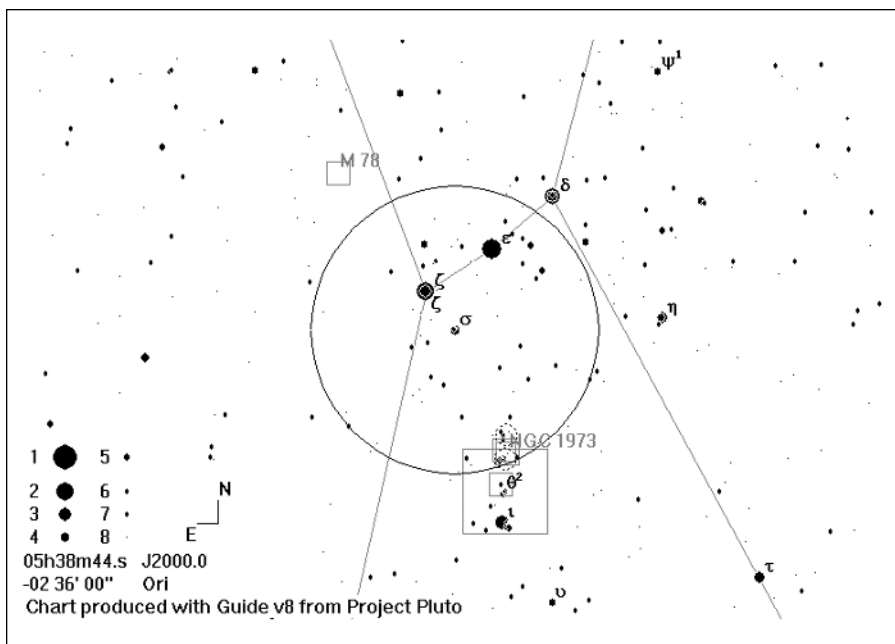 ψ¹
M 78
δ
ε
ζ
ζ
σ
η
NGC 1973
1 5
2 6
3 7
4 8
θ²
ι
N
E
05h38m44.s J2000.0
-02 36' 00" Ori
τ
υ
Chart produced with Guide v8 from Project Pluto